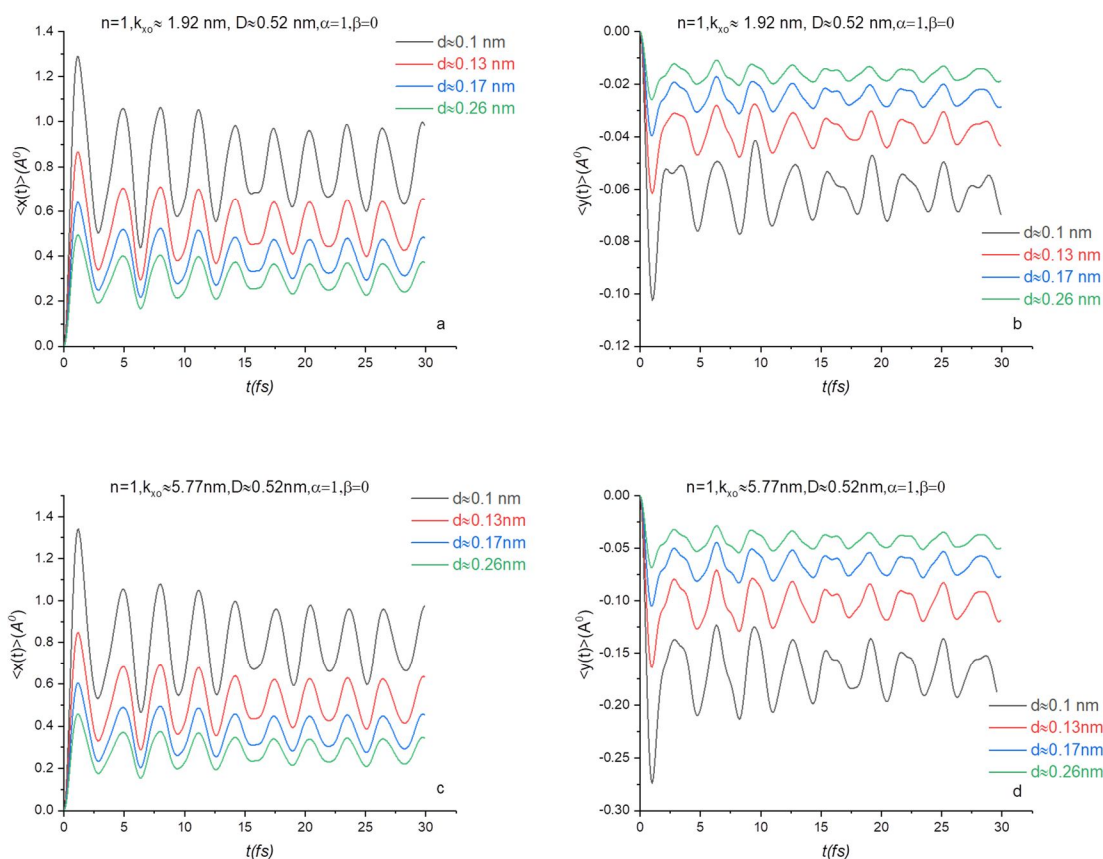 n=1,kxo≈ 1.92 nm, D≈0.52 nm,α=1,β=0
1.4
1.2
1.0
0.8
0.6
0.4
0.2
0.0
<x(t)>(A⁰)
d≈0.1 nm
d≈0.13 nm
d≈0.17 nm
d≈0.26 nm
a
0 5 10 15 20 25 30
t(fs)
n=1,kxo≈ 1.92 nm, D≈0.52 nm,α=1,β=0
0.00
-0.02
-0.04
-0.06
-0.08
-0.10
-0.12
<y(t)>(A⁰)
d≈0.1 nm
d≈0.13 nm
d≈0.17 nm
d≈0.26 nm
b
0 5 10 15 20 25 30
t(fs)
n=1,kxo≈5.77nm,D≈0.52nm,α=1,β=0
1.4
1.2
1.0
0.8
0.6
0.4
0.2
0.0
<x(t)>(A⁰)
d≈0.1 nm
d≈0.13nm
d≈0.17nm
d≈0.26nm
c
0 5 10 15 20 25 30
t(fs)
n=1,kxo≈5.77nm,D≈0.52nm,α=1,β=0
0.00
-0.05
-0.10
-0.15
-0.20
-0.25
-0.30
<y(t)>(A⁰)
d≈0.1 nm
d≈0.13nm
d≈0.17nm
d≈0.26nm
d
0 5 10 15 20 25 30
t(fs)